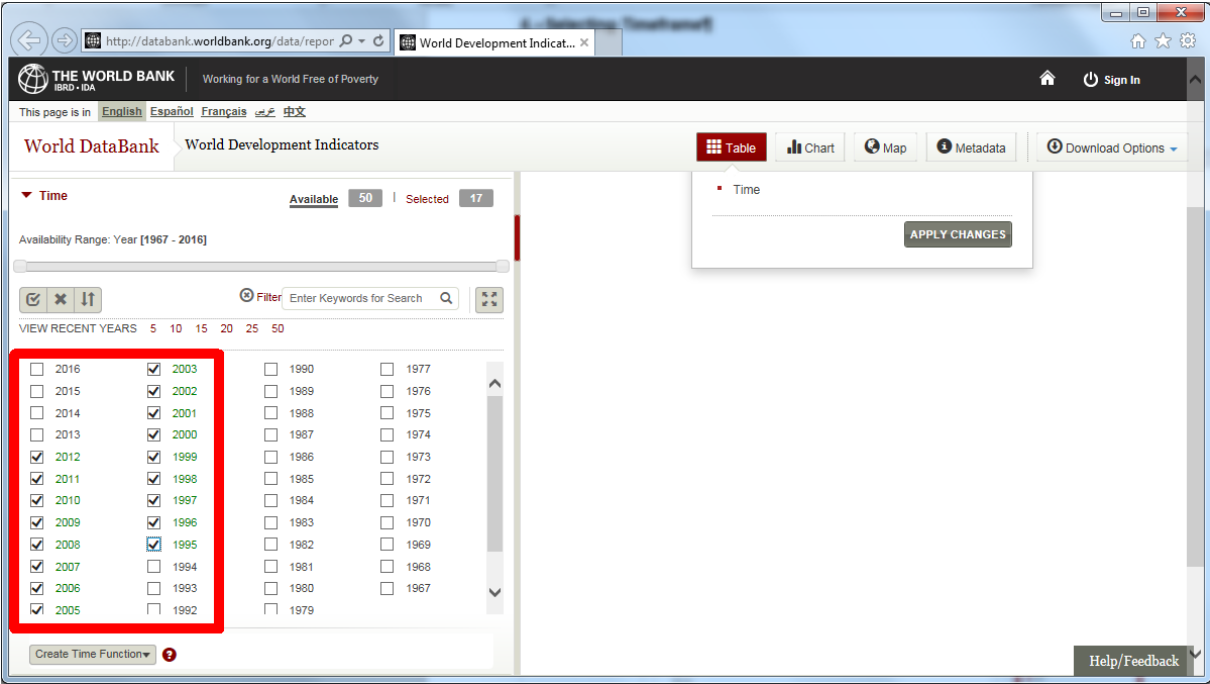 4.-Selecting Timeframe¶
http://databank.worldbank.org/data/repor
World Development Indicat... ×
THE WORLD BANK
IBRD • IDA
Working for a World Free of Poverty
Sign In
This page is in English Español Français عربي 中文
World DataBank World Development Indicators
Table Chart Map Metadata Download Options
Time
Available 50 | Selected 17
Time
Availability Range: Year [1967 - 2016]
APPLY CHANGES
Filter Enter Keywords for Search
VIEW RECENT YEARS 5 10 15 20 25 50
2016 2003 1990 1977
2015 2002 1989 1976
2014 2001 1988 1975
2013 2000 1987 1974
2012 1999 1986 1973
2011 1998 1985 1972
2010 1997 1984 1971
2009 1996 1983 1970
2008 1995 1982 1969
2007 1994 1981 1968
2006 1993 1980 1967
2005 1992 1979
Create Time Function
Help/Feedback